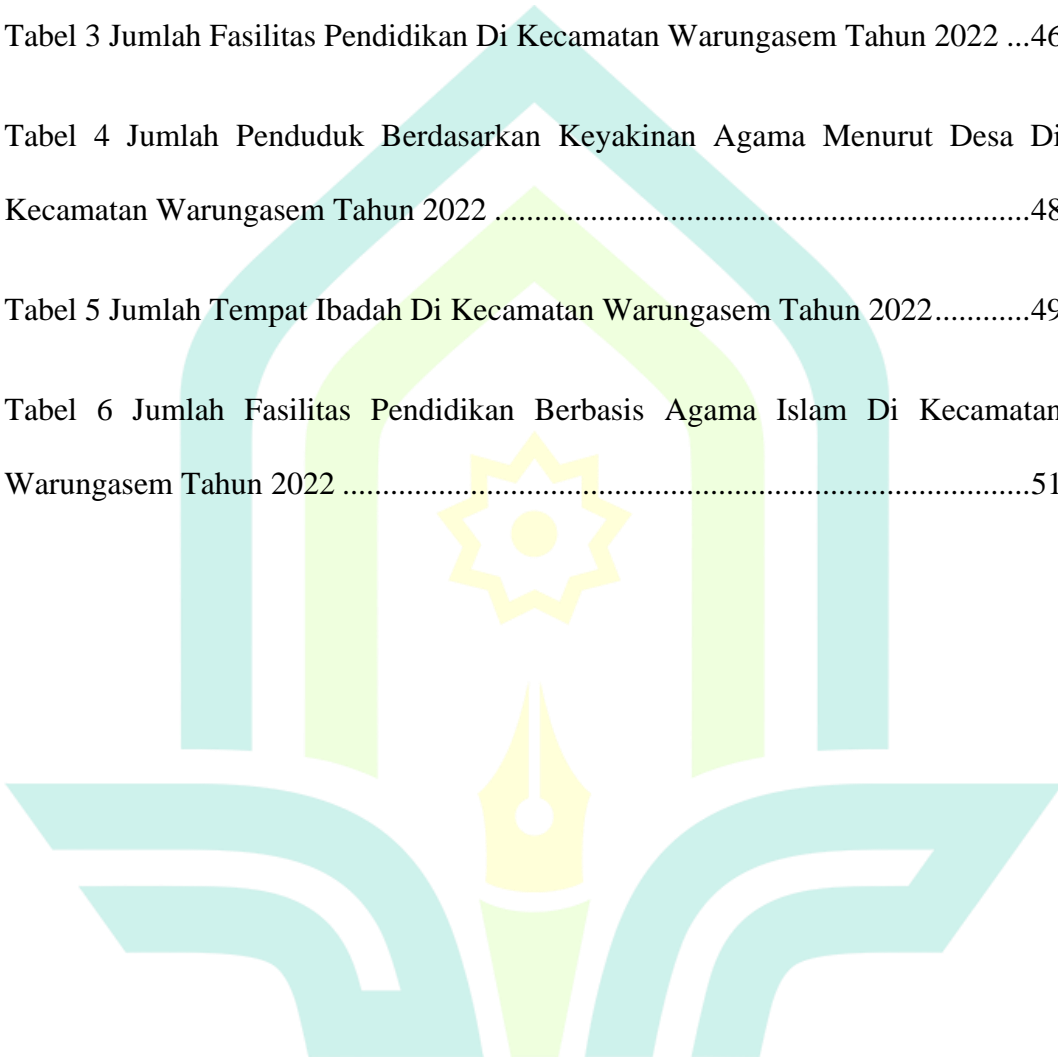 Tabel 3 Jumlah Fasilitas Pendidikan Di Kecamatan Warungasem Tahun 2022 ...46
Tabel 4 Jumlah Penduduk Berdasarkan Keyakinan Agama Menurut Desa Di
Kecamatan Warungasem Tahun 2022 ..................................................................48
Tabel 5 Jumlah Tempat Ibadah Di Kecamatan Warungasem Tahun 2022............49
Tabel 6 Jumlah Fasilitas Pendidikan Berbasis Agama Islam Di Kecamatan
Warungasem Tahun 2022 .....................................................................................51